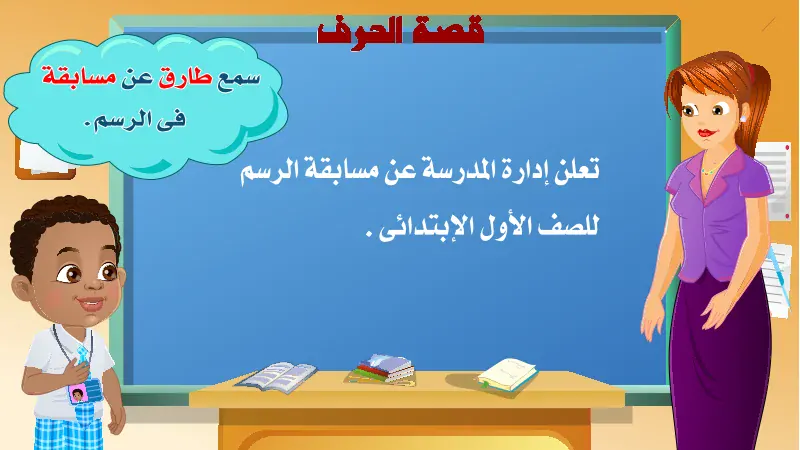 قصة الحرف
سمع طارق عن مسابقة
فى الرسم .
تعلن إدارة المدرسة عن مسابقة الرسم
للصف الأول الإبتدائى .